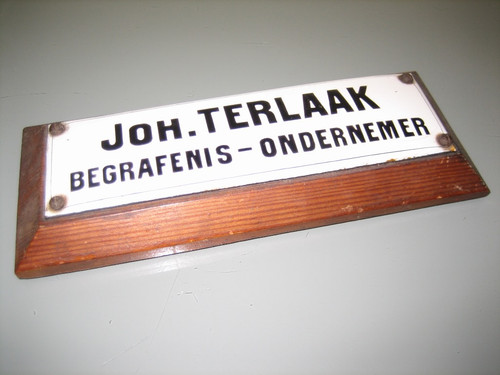 JOH. TERLAAK
BEGRAFENIS - ONDERNEMER